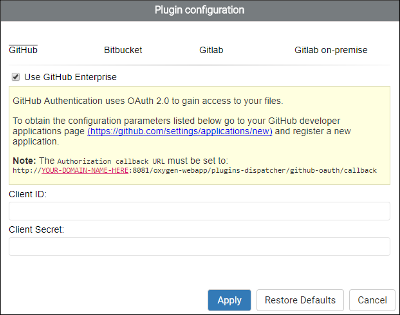 Plugin configuration
GitHub Bitbucket Gitlab Gitlab on-premise
Use GitHub Enterprise
GitHub Authentication uses OAuth 2.0 to gain access to your files.
To obtain the configuration parameters listed below go to your GitHub developer
applications page (https://github.com/settings/applications/new) and register a new
application.
Note: The Authorization callback URL must be set to:
http://YOUR-DOMAIN-NAME-HERE:8081/oxygen-webapp/plugins-dispatcher/github-oauth/callback
Client ID:
Client Secret:
Apply Restore Defaults Cancel